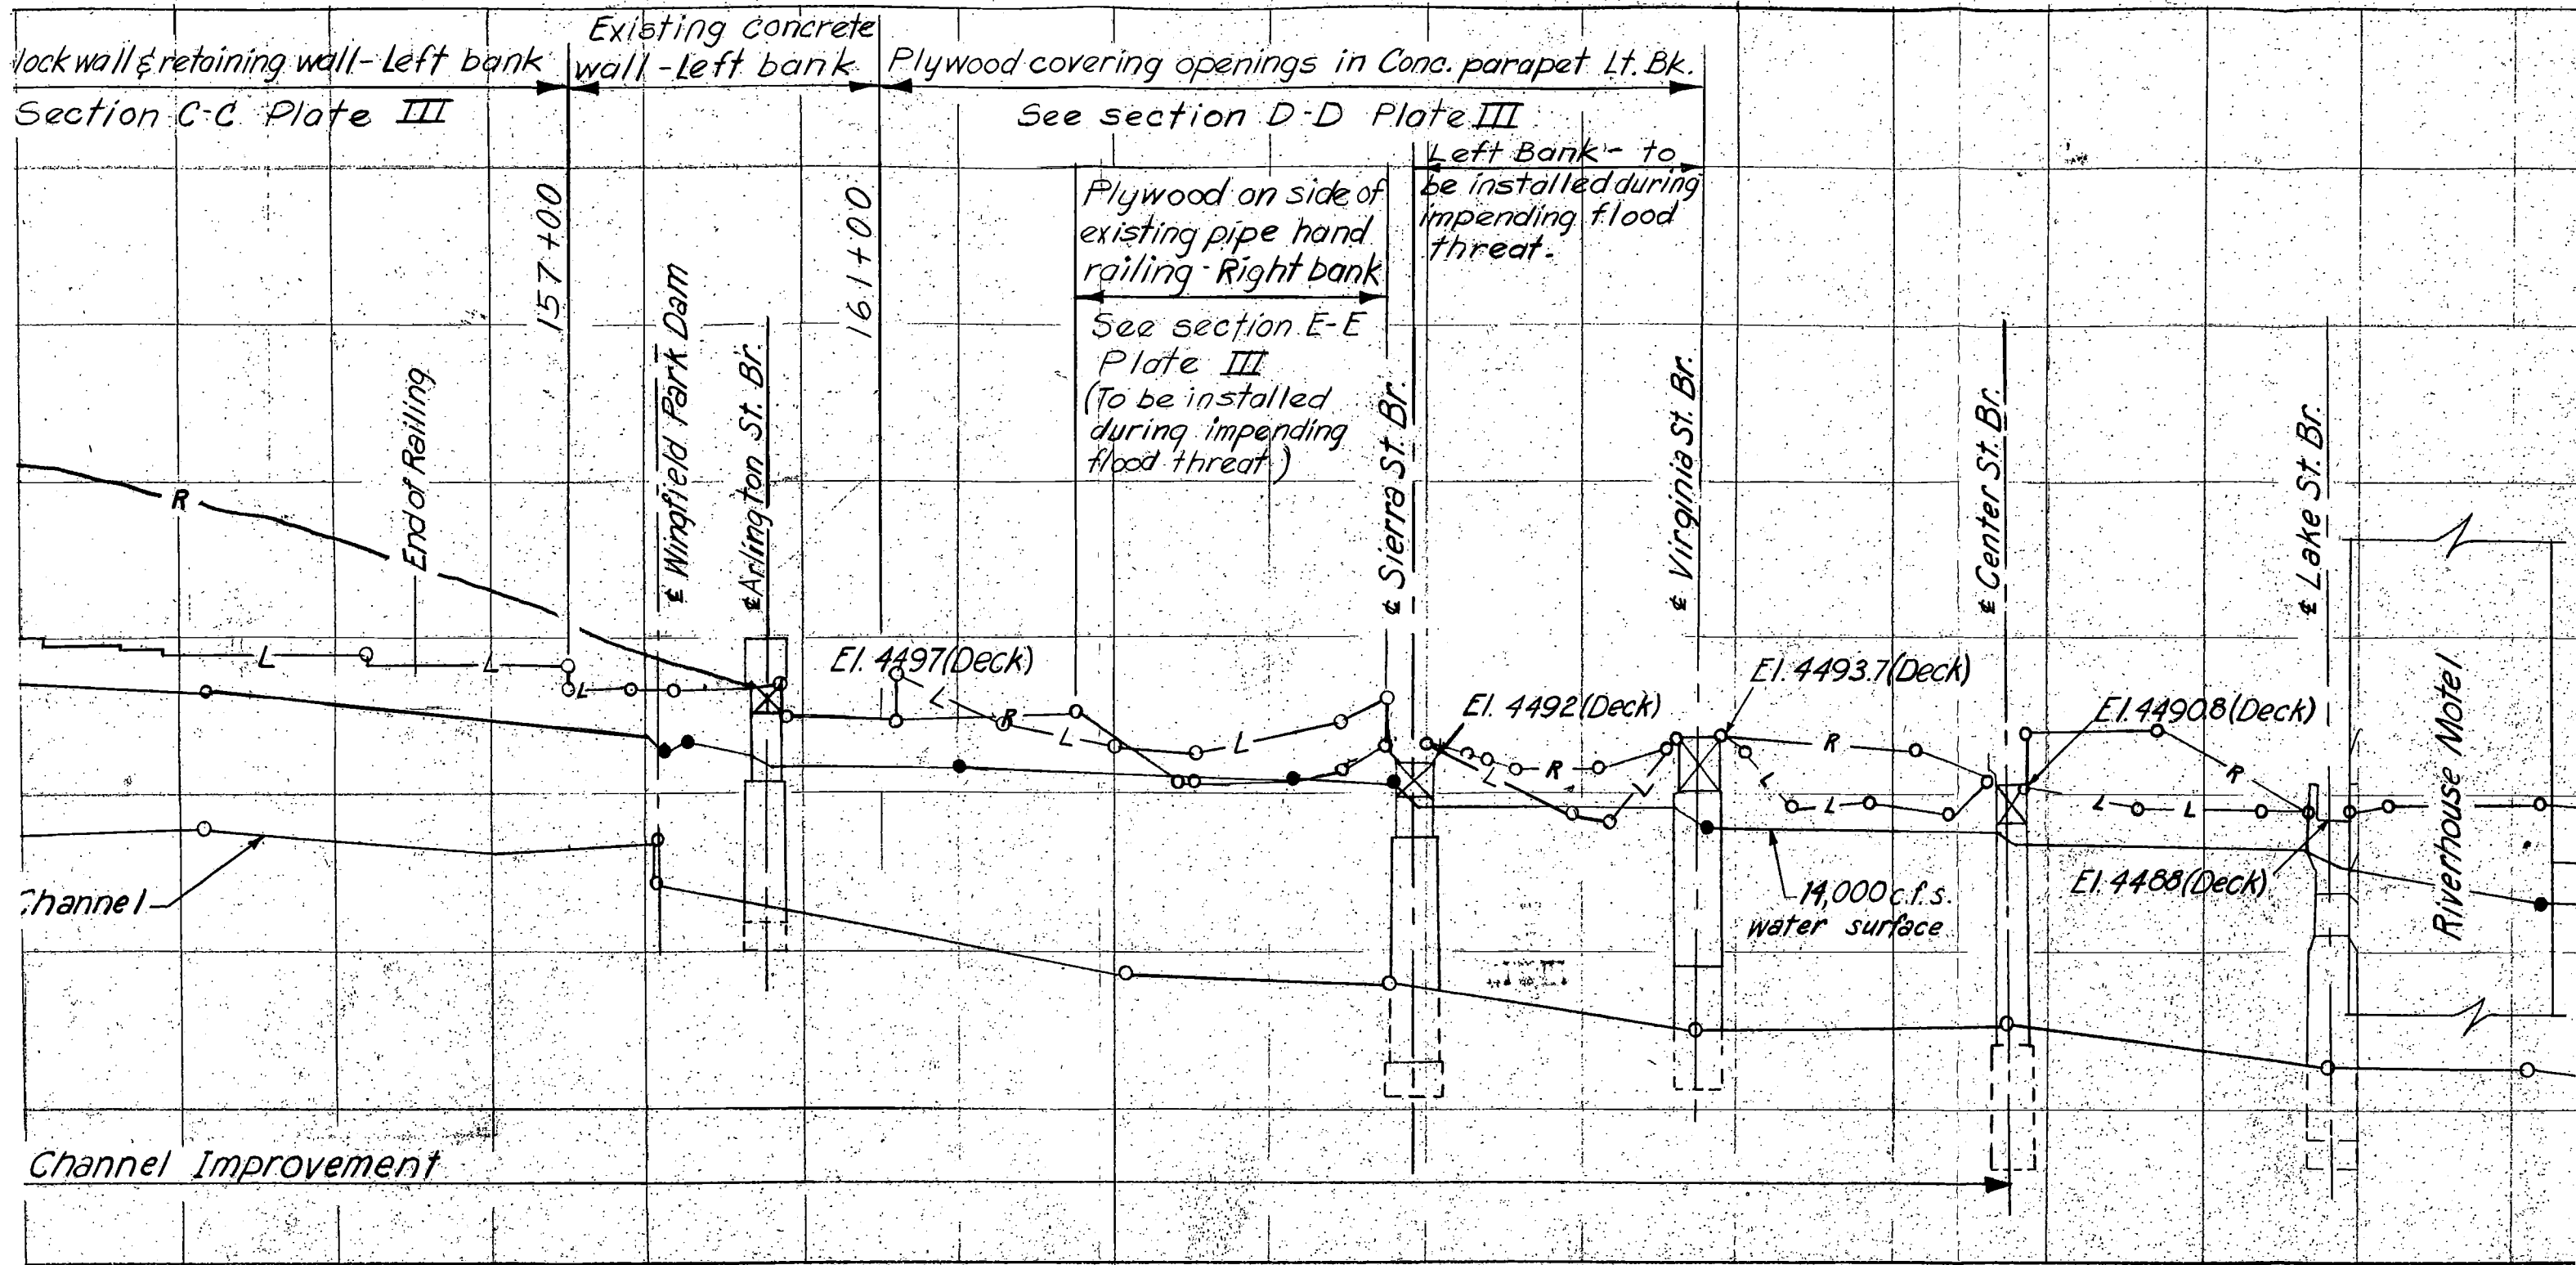 lock wall & retaining wall - Left bank
Section C-C Plate III
Existing concrete
wall - Left bank
Plywood covering openings in Conc. parapet Lt. Bk.
See section D-D Plate III
Left Bank - to
be installed during
impending flood
threat.
Plywood on side of
existing pipe hand
railing - Right bank
See section E-E
Plate III
(To be installed
during impending
flood threat)
157+00
161+00
End of Railing
℄ Wingfield Park Dam
℄ Arlington St. Br.
℄ Sierra St. Br.
℄ Virginia St. Br.
℄ Center St. Br.
℄ Lake St. Br.
Riverhouse Motel
R
L
L
L
El. 4497 (Deck)
L
R
L
L
El. 4492 (Deck)
R
L
L
El. 4493.7 (Deck)
R
L
L
El. 4490.8 (Deck)
R
L
L
El. 4488 (Deck)
14,000 c.f.s.
water surface
Channel
Channel Improvement